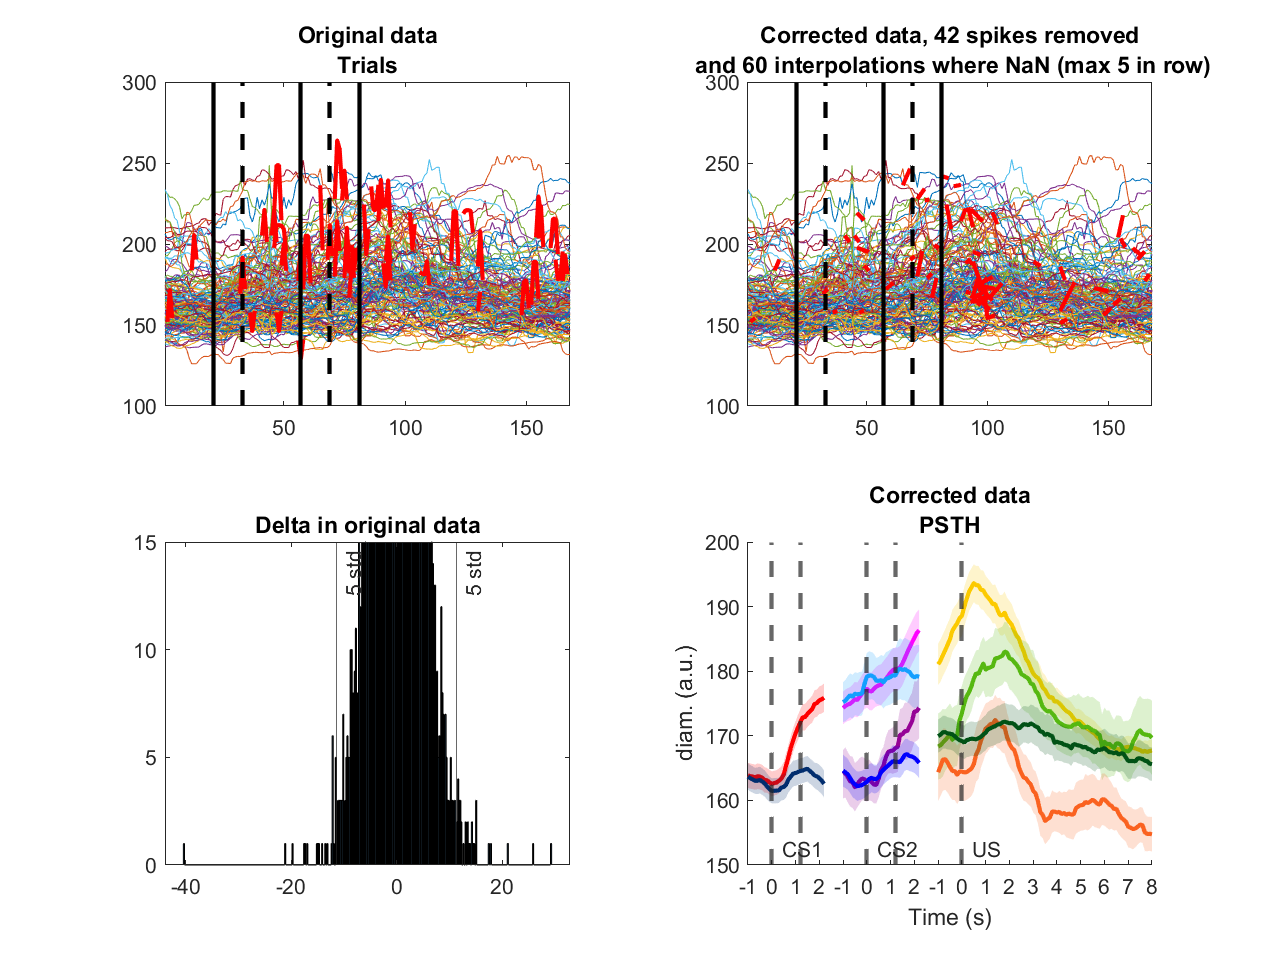 Original data
Trials
300
250
200
150
100
50
100
150
Corrected data, 42 spikes removed
and 60 interpolations where NaN (max 5 in row)
300
250
200
150
100
50
100
150
Delta in original data
15
10
5
0
5 std
5 std
-40
-20
0
20
Corrected data
PSTH
diam. (a.u.)
200
190
180
170
160
150
CS1
CS2
US
-1 0 1 2 -1 0 1 2 -1 0 1 2 3 4 5 6 7 8
Time (s)